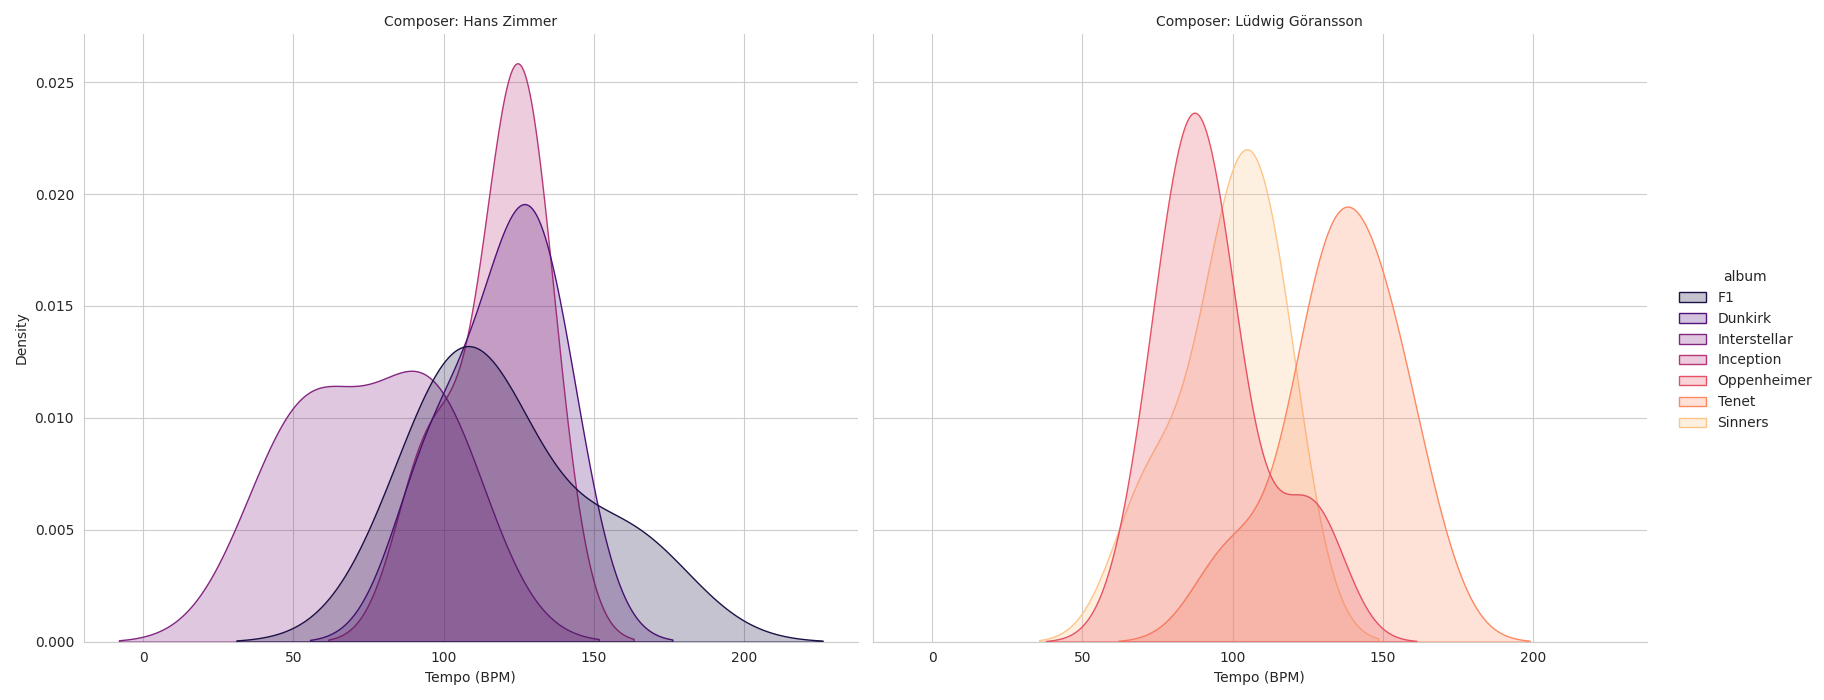 Composer: Hans Zimmer
Composer: Lüdwig Göransson
Density
0.025
0.020
0.015
0.010
0.005
0.000
0 50 100 150 200
Tempo (BPM)
0 50 100 150 200
Tempo (BPM)
album
F1
Dunkirk
Interstellar
Inception
Oppenheimer
Tenet
Sinners